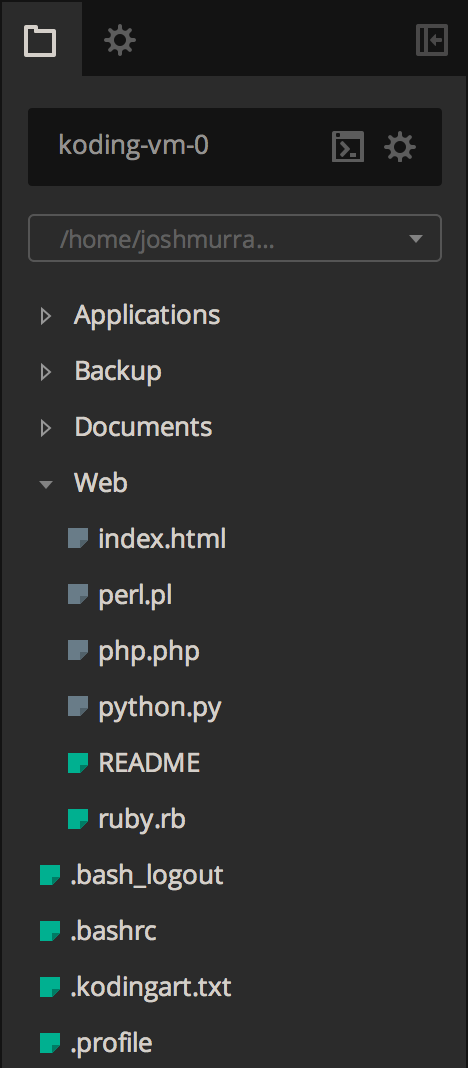 koding-vm-0
/home/joshmurra...
Applications
Backup
Documents
Web
index.html
perl.pl
php.php
python.py
README
ruby.rb
.bash_logout
.bashrc
.kodingart.txt
.profile